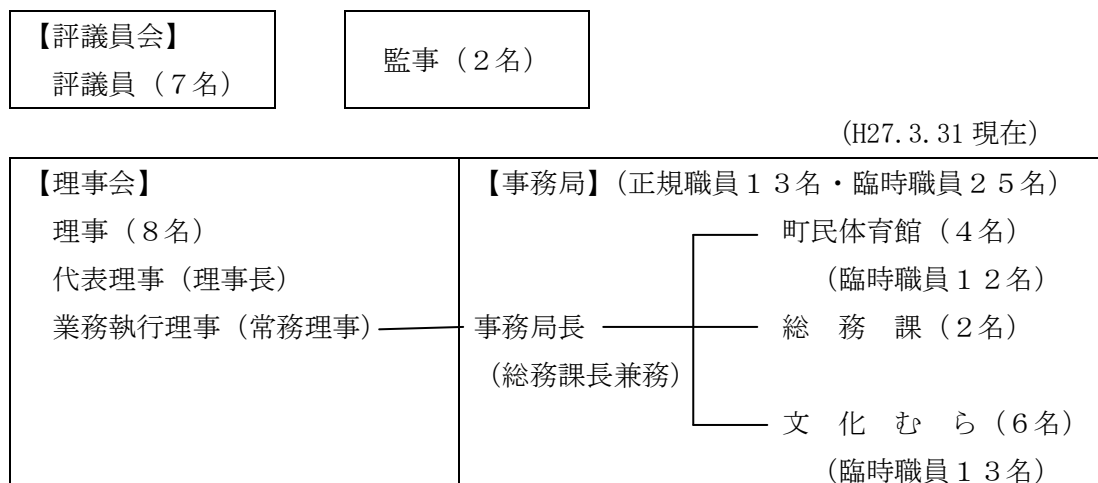 【評議員会】
評議員（７名）
監事（２名）
(H27.3.31 現在)
【理事会】
理事（８名）
代表理事（理事長）
業務執行理事（常務理事）
【事務局】（正規職員１３名・臨時職員２５名）
町民体育館（４名）
（臨時職員１２名）
事務局長
総　務　課（２名）
（総務課長兼務）
文　化　む　ら（６名）
（臨時職員１３名）